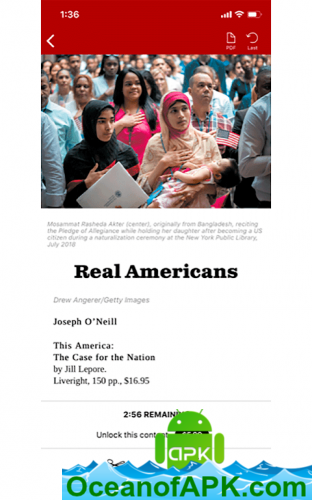 1:36
PDF
Last
Mosammat Rasheda Akter (center), originally from Bangladesh, reciting
the Pledge of Allegiance while holding her daughter after becoming a US
citizen during a naturalization ceremony at the New York Public Library,
July 2018
Real Americans
Drew Angerer/Getty Images
Joseph O'Neill
This America:
The Case for the Nation
by Jill Lepore.
Liveright, 150 pp., $16.95
2:56
Unlock this
APK
OceanofAPK.com